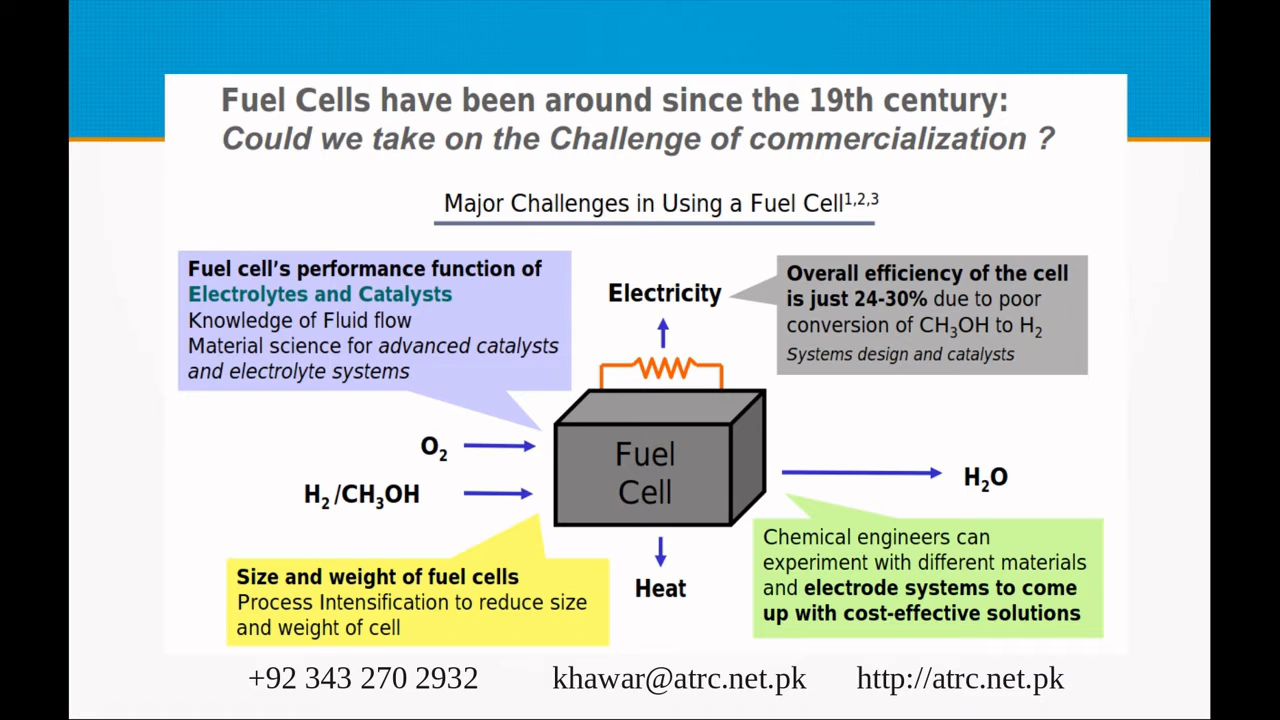 Fuel Cells have been around since the 19th century:
Could we take on the Challenge of commercialization ?
Major Challenges in Using a Fuel Cell1,2,3
Fuel cell's performance function of
Electrolytes and Catalysts
Knowledge of Fluid flow
Material science for advanced catalysts
and electrolyte systems
Electricity
Overall efficiency of the cell
is just 24-30% due to poor
conversion of CH3OH to H2
Systems design and catalysts
O2
H2 /CH3OH
Fuel
Cell
H2O
Heat
Size and weight of fuel cells
Process Intensification to reduce size
and weight of cell
Chemical engineers can
experiment with different materials
and electrode systems to come
up with cost-effective solutions
+92 343 270 2932
khawar@atrc.net.pk
http://atrc.net.pk